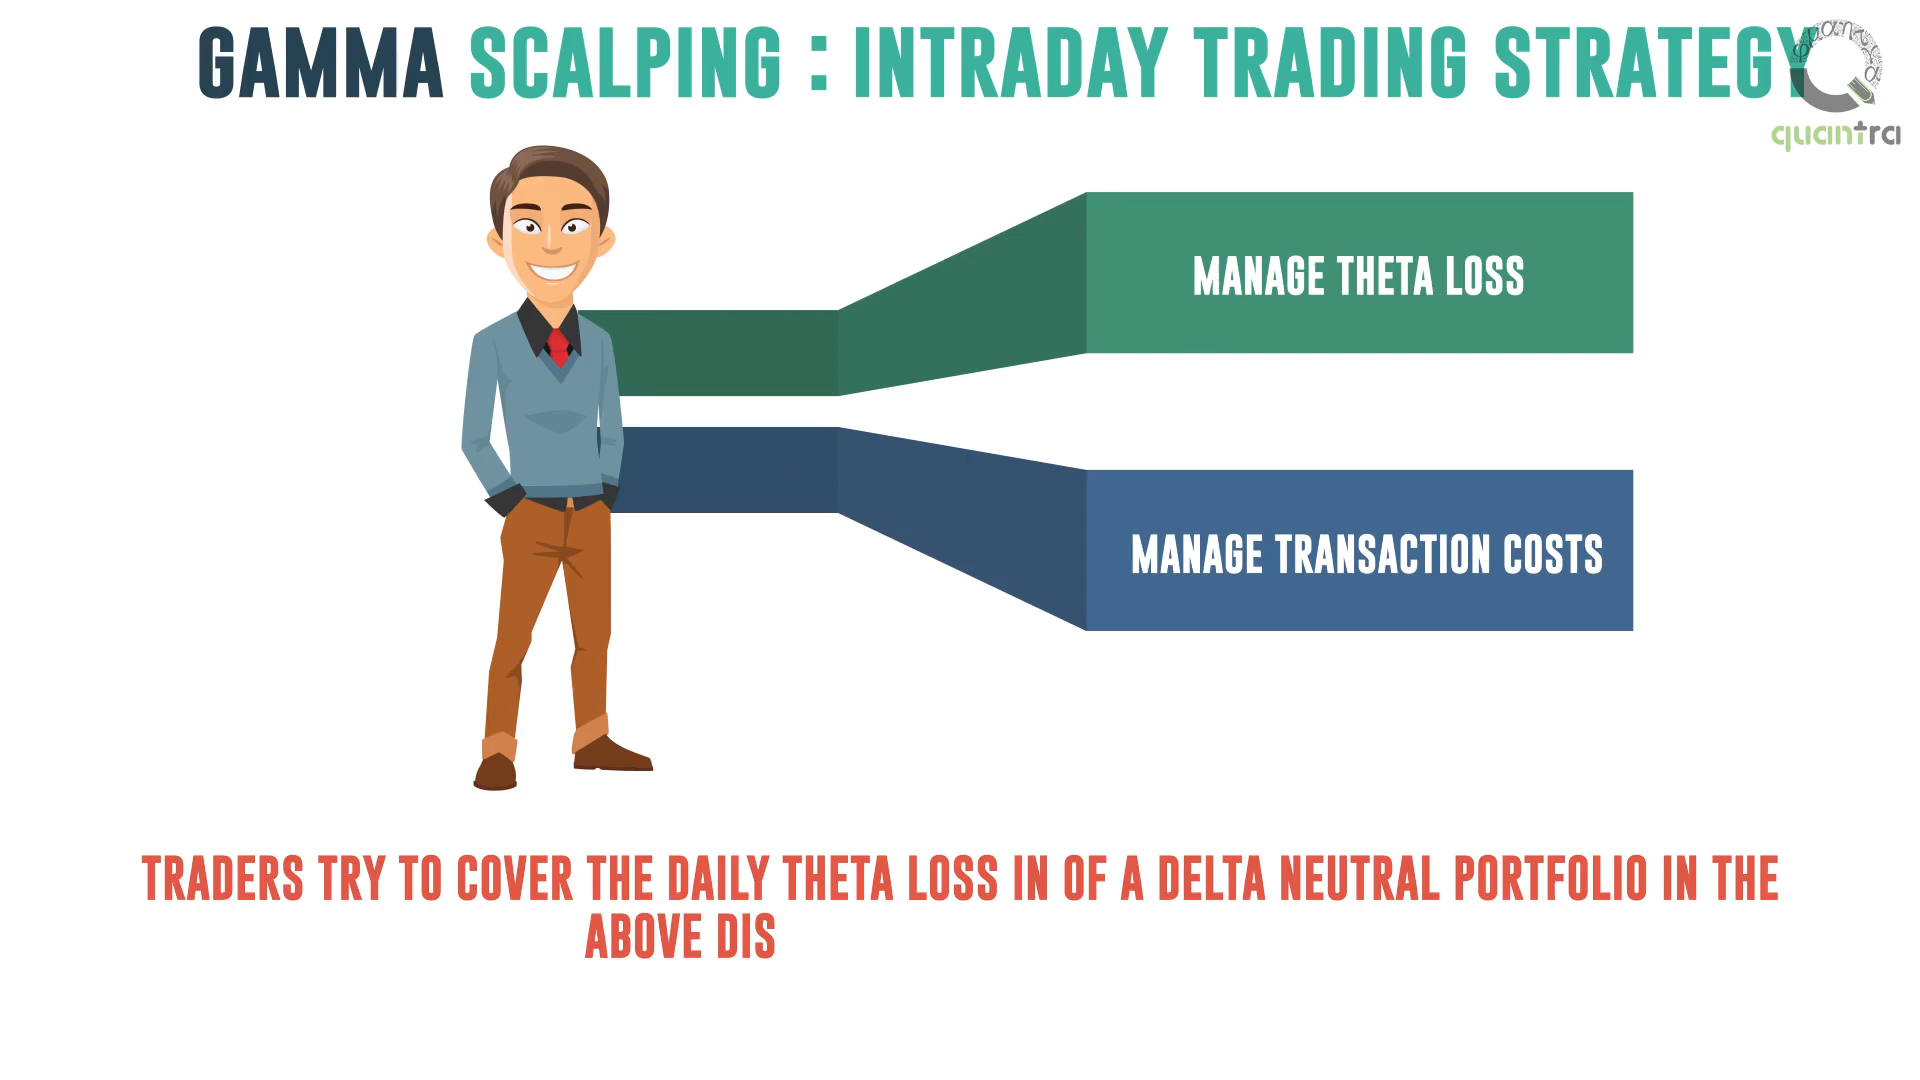 GAMMA SCALPING : INTRADAY TRADING STRATEGY
quantra
MANAGE THETA LOSS
MANAGE TRANSACTION COSTS
TRADERS TRY TO COVER THE DAILY THETA LOSS IN OF A DELTA NEUTRAL PORTFOLIO IN THE
ABOVE DIS